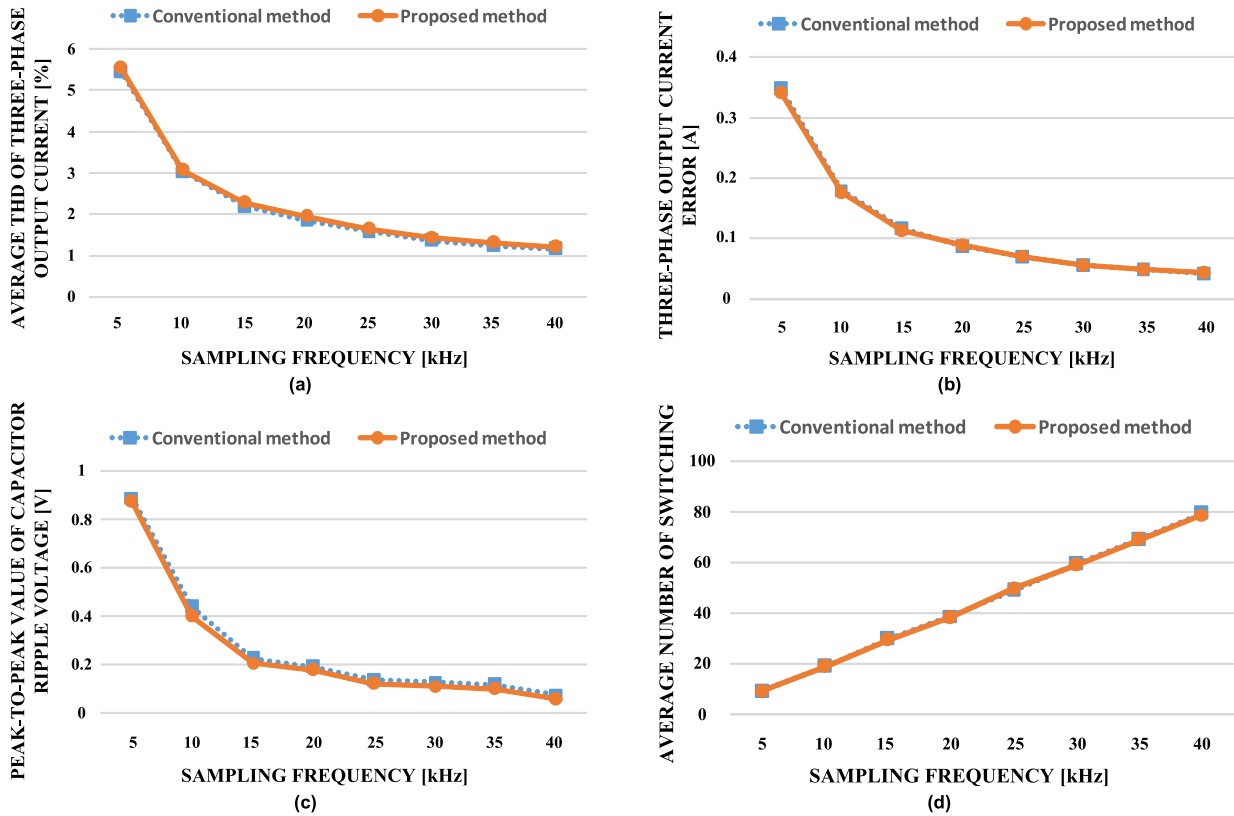 Conventional method
Proposed method
AVERAGE THD OF THREE-PHASE
OUTPUT CURRENT [%]
6
5
4
3
2
1
0
5 10 15 20 25 30 35 40
SAMPLING FREQUENCY [kHz]
(a)
Conventional method
Proposed method
THREE-PHASE OUTPUT CURRENT
ERROR [A]
0.4
0.3
0.2
0.1
0
5 10 15 20 25 30 35 40
SAMPLING FREQUENCY [kHz]
(b)
Conventional method
Proposed method
PEAK-TO-PEAK VALUE OF CAPACITOR
RIPPLE VOLTAGE [V]
1
0.8
0.6
0.4
0.2
0
5 10 15 20 25 30 35 40
SAMPLING FREQUENCY [kHz]
(c)
Conventional method
Proposed method
AVERAGE NUMBER OF SWITCHING
100
80
60
40
20
0
5 10 15 20 25 30 35 40
SAMPLING FREQUENCY [kHz]
(d)